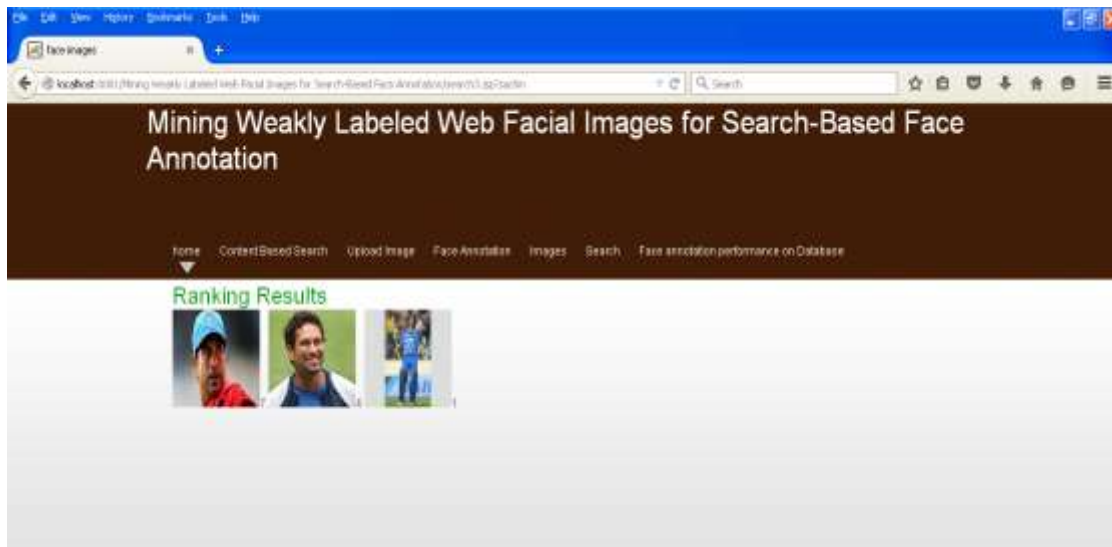 File Edit View History Bookmarks Tools Help
face images
Search
Mining Weakly Labeled Web Facial Images for Search-Based Face
Annotation
home Content Based Search Upload Image Face Annotation Images Search Face annotation performance on Database
Ranking Results